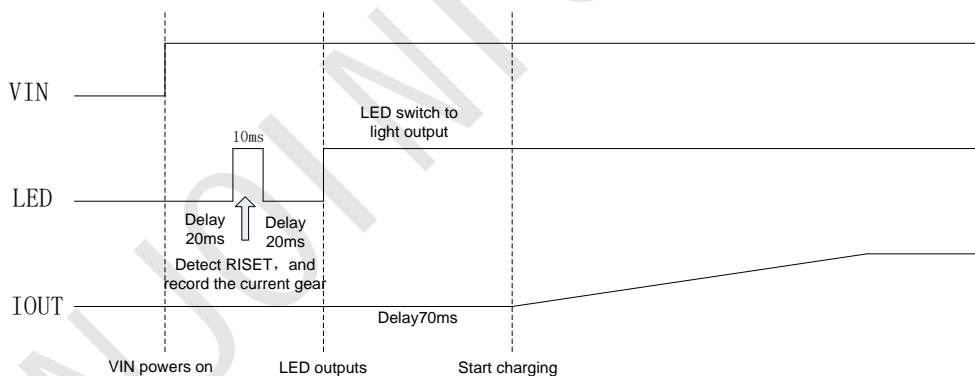 VIN
LED switch to
light output
10ms
LED
Delay
20ms
Delay
20ms
Detect RISET，and
record the current gear
IOUT
Delay70ms
VIN powers on
LED outputs
Start charging